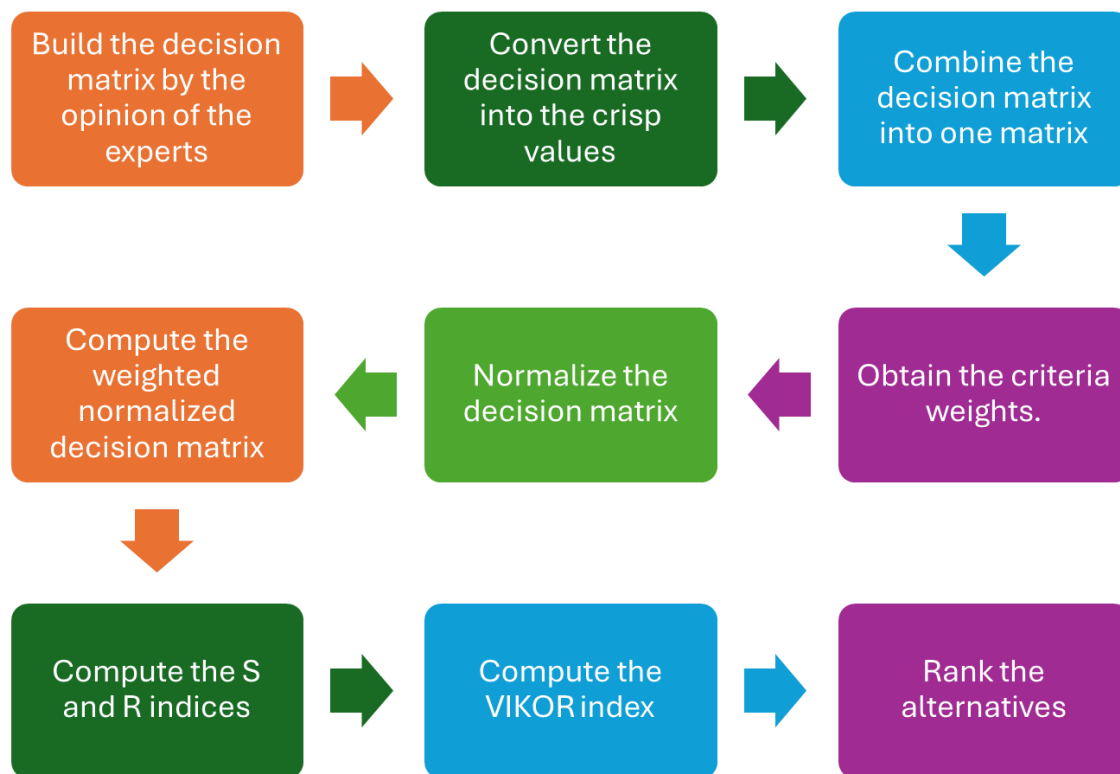 Build the decision
matrix by the
opinion of the
experts
Convert the
decision matrix
into the crisp
values
Combine the
decision matrix
into one matrix
Obtain the criteria
weights.
Normalize the
decision matrix
Compute the
weighted
normalized
decision matrix
Compute the S
and R indices
Compute the
VIKOR index
Rank the
alternatives